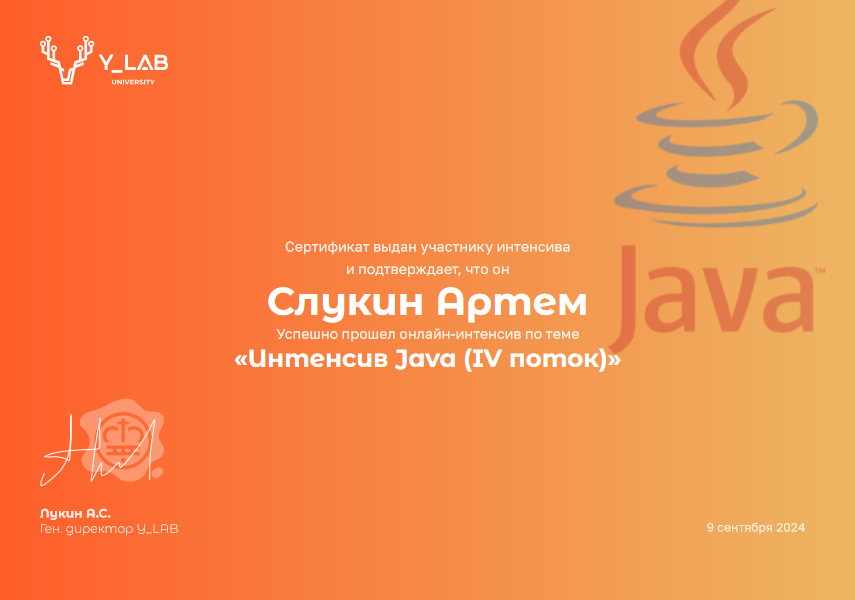 Y_LAB
UNIVERSITY
Java™
Сертификат выдан участнику интенсива
и подтверждает, что он
Слукин Артем
Успешно прошел онлайн-интенсив по теме
«Интенсив Java (IV поток)»
Лукин А.С.
Ген. директор Y_LAB
9 сентября 2024